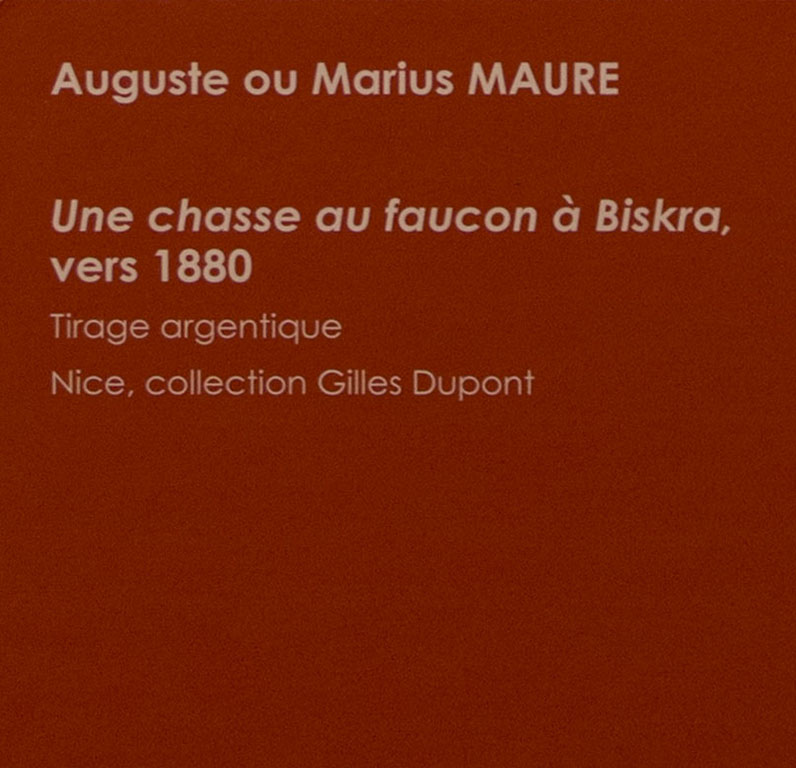 Auguste ou Marius MAURE
Une chasse au faucon à Biskra,
vers 1880
Tirage argentique
Nice, collection Gilles Dupont